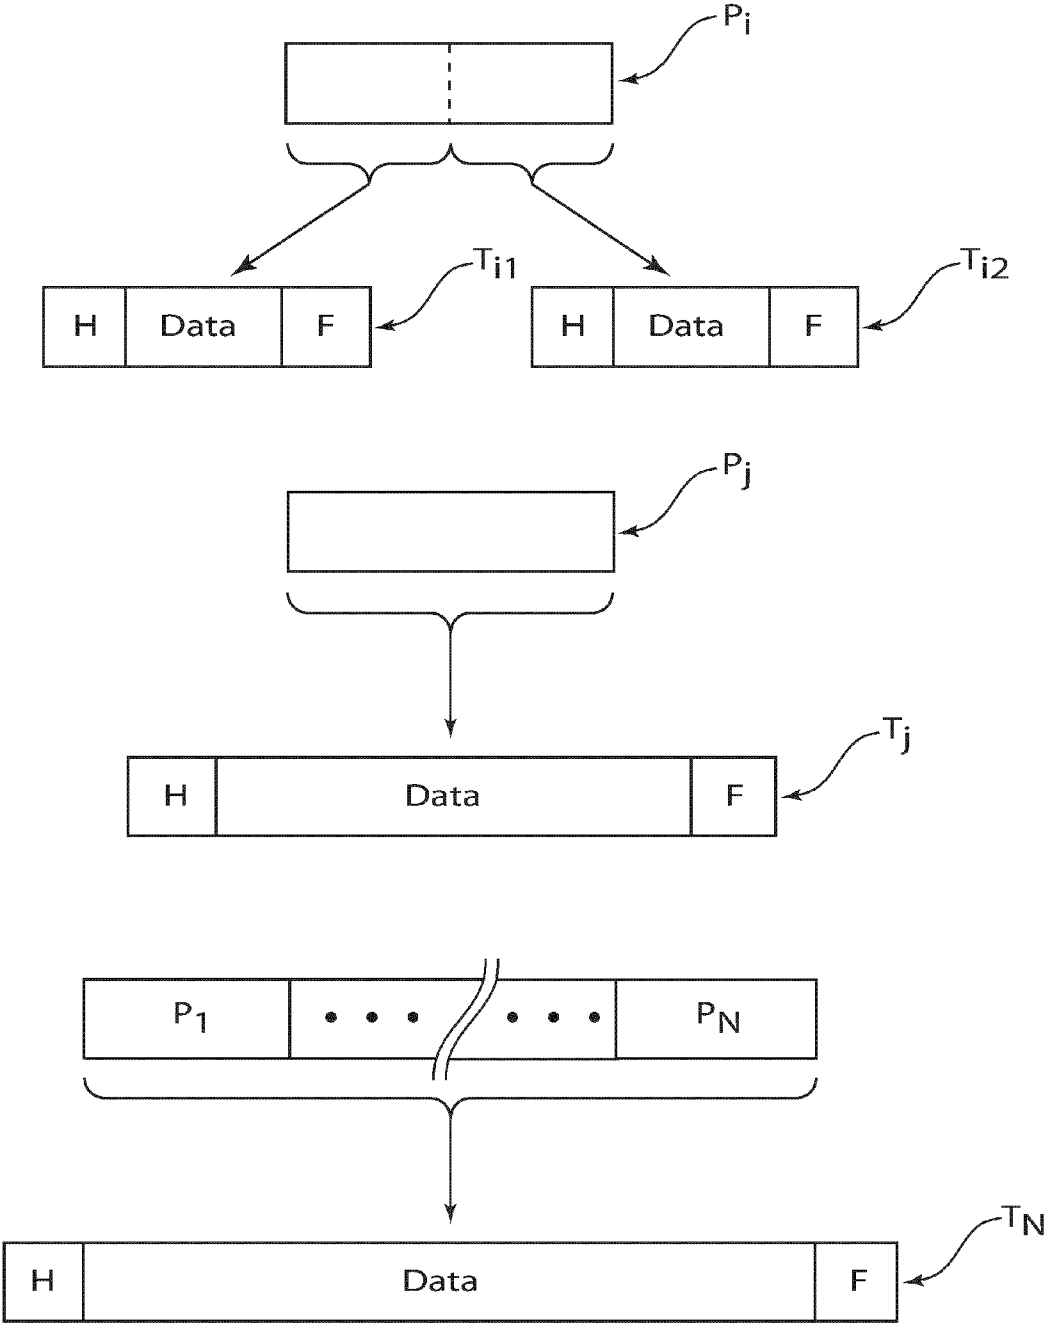 Pi
Ti1
Ti2
H Data F
H Data F
Pj
Tj
H Data F
P1 • • • • • • PN
TN
H Data F